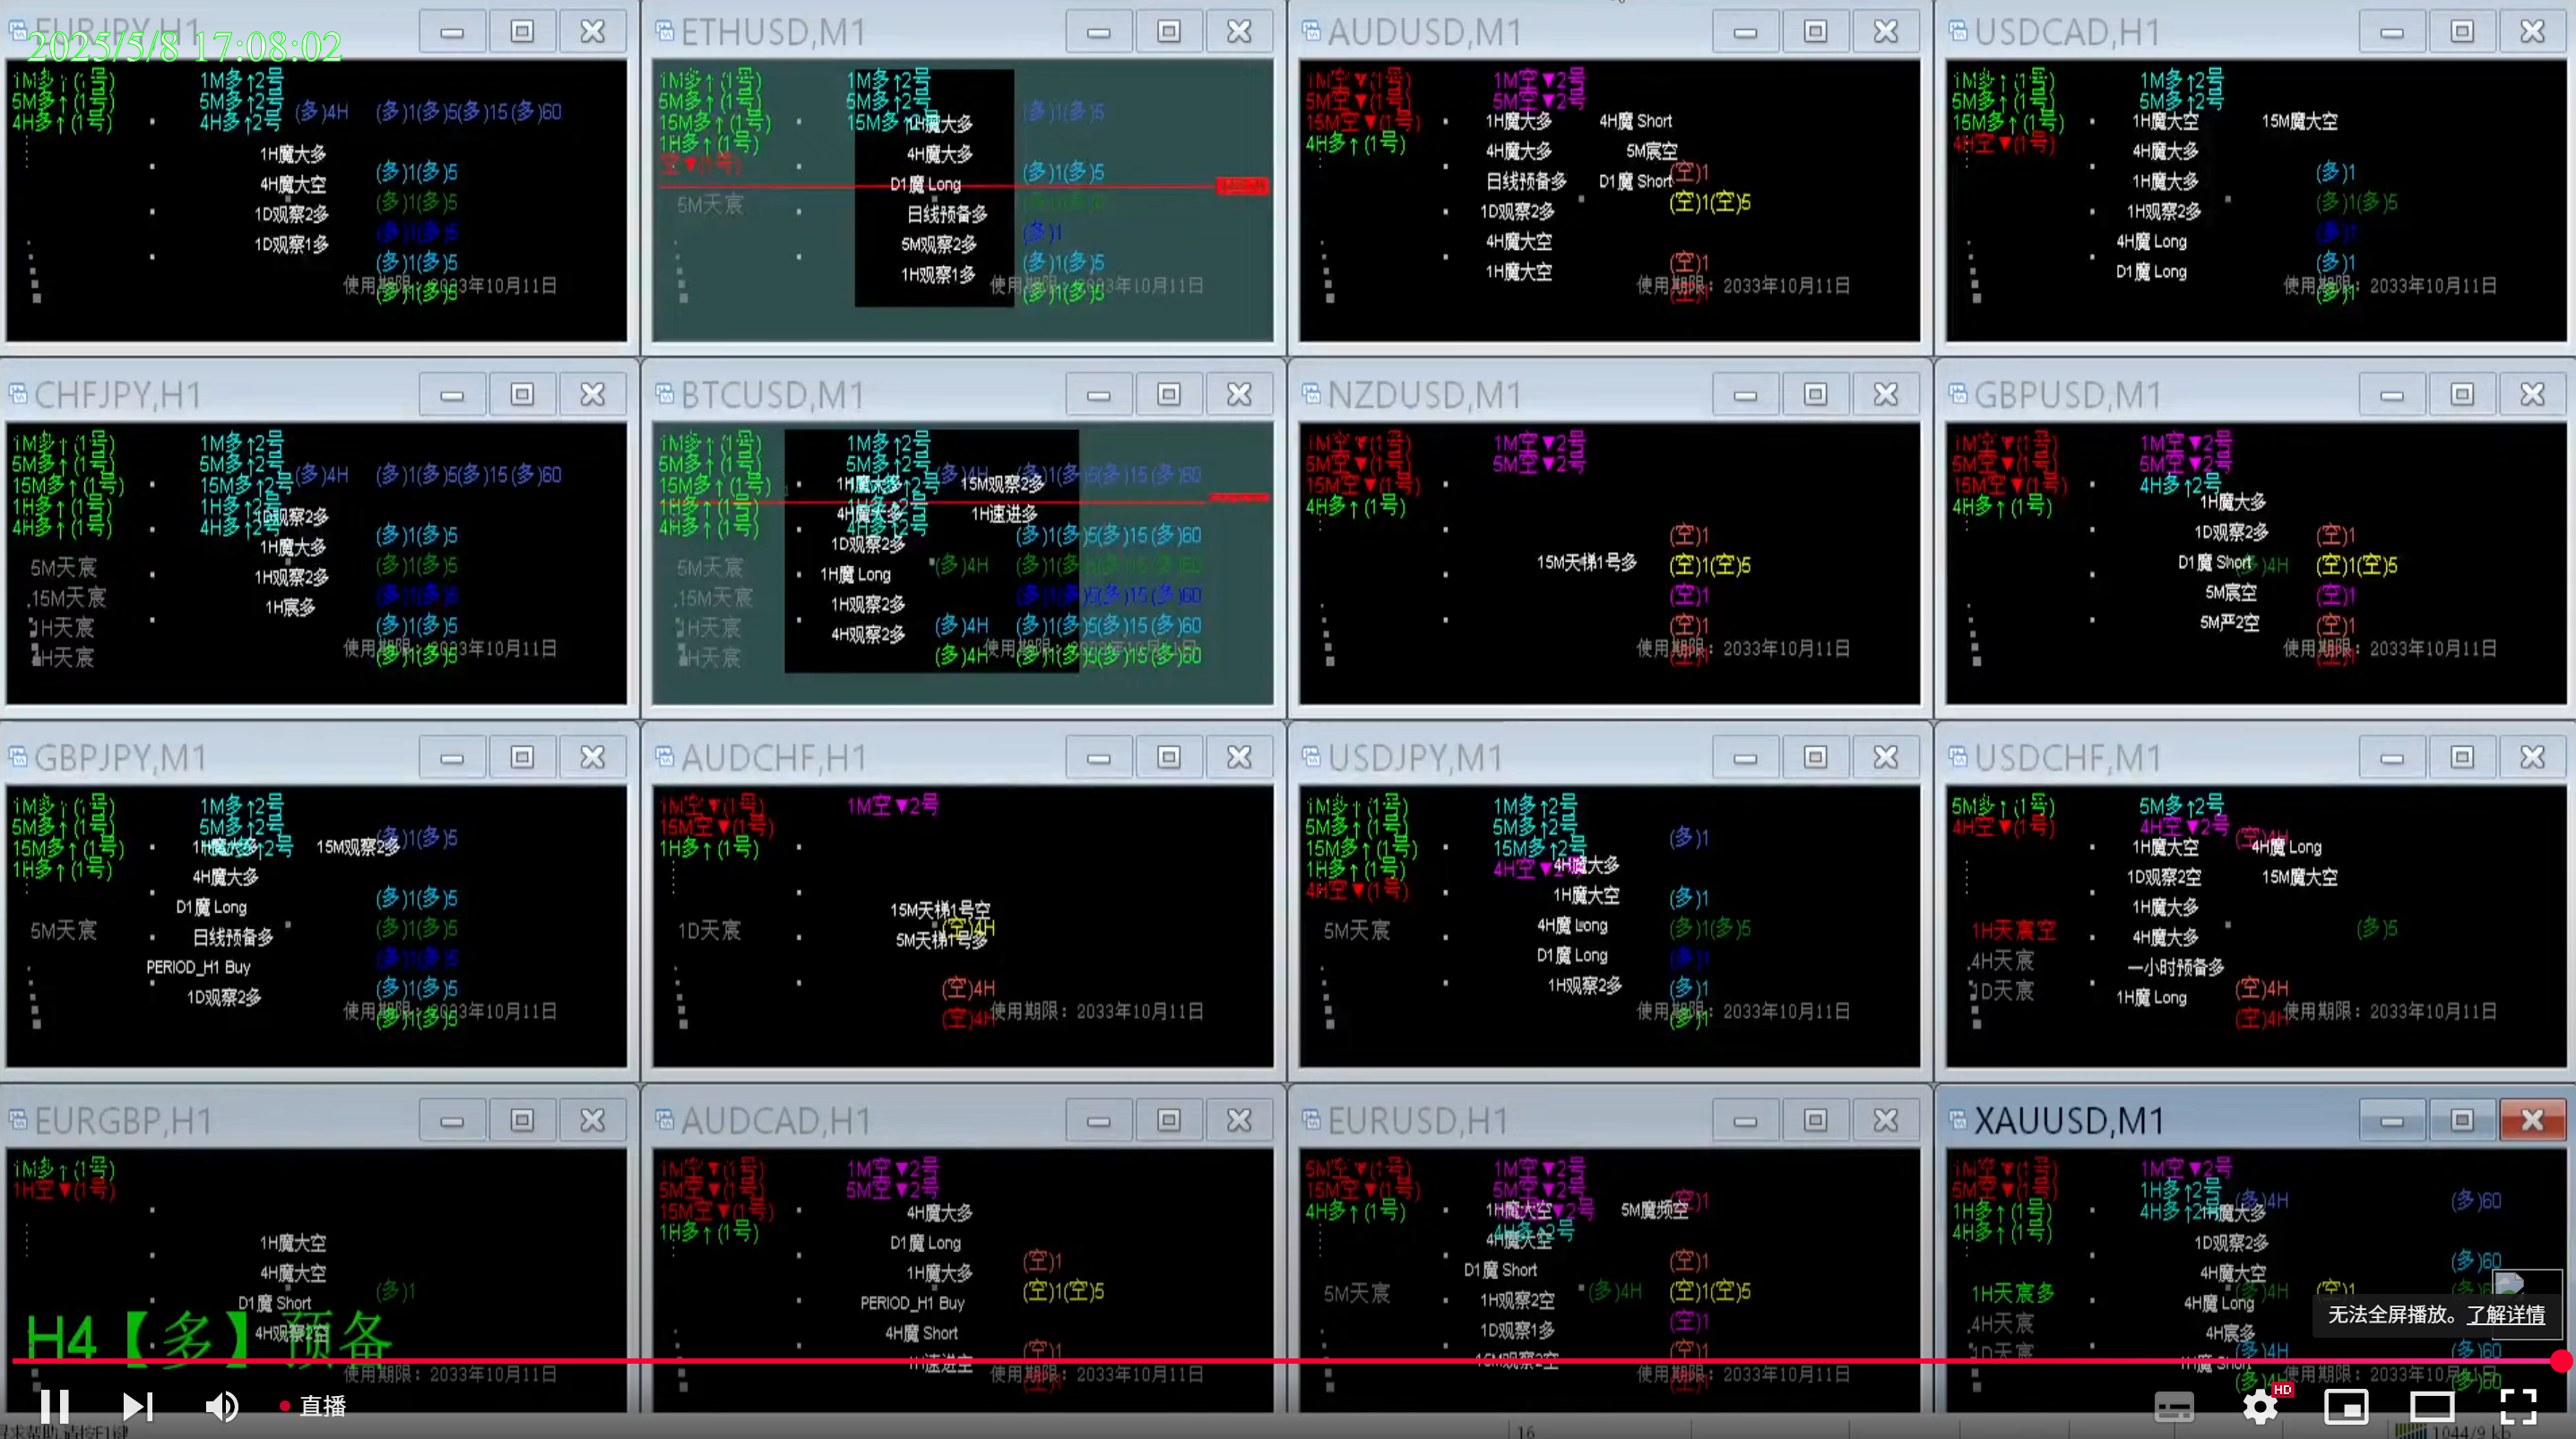 EURJPY,H1
2025/5/8 17:08:02
1M多↑(1号) 1M多↑2号
5M多↑(1号) 5M多↑2号 (多)4H (多)1(多)5(多)15(多)60
4H多↑(1号) 4H多↑2号
1H魔大多
4H魔大空 (多)1(多)5
1D观察2多 (多)1(多)5
1D观察1多 (多)1(多)5
(多)1(多)5
(多)1(多)5
ETHUSD,M1
1M多↑(1号) 1M多↑2号
5M多↑(1号) 5M多↑2号 (多)1(多)5
15M多↑(1号) 15M多↑2号
1H多↑(1号) 4H魔大多
空▼(1号) D1魔 Long (多)1(多)5
5M天宸 日线预备多
5M观察2多 (多)1
1H观察1多 (多)1(多)5
(多)1(多)5
AUDUSD,M1
1M空▼(1号) 1M空▼2号
5M空▼(1号) 5M空▼2号
15M空▼(1号) 1H魔大多 4H魔 Short
4H多↑(1号) 4H魔大多 5M宸空
日线预备多 D1魔 Short (空)1
1D观察2多 (空)1(空)5
4H魔大空
1H魔大空 (空)1
使用期限：2033年10月11日
USDCAD,H1
1M多↑(1号) 1M多↑2号
5M多↑(1号) 5M多↑2号
15M多↑(1号) 1H魔大空 15M魔大空
4H空▼(1号) 4H魔大多
1H魔大多 (多)1
1H观察2多 (多)1(多)5
4H魔 Long (多)1
D1魔 Long (多)1
(多)1
使用期限：2033年10月11日
CHFJPY,H1
1M多↑(1号) 1M多↑2号
5M多↑(1号) 5M多↑2号 (多)4H (多)1(多)5(多)15(多)60
15M多↑(1号) 15M多↑2号
1H多↑(1号) 1D观察2多
4H多↑(1号) 4H多↑2号 (多)1(多)5
1H魔大多
5M天宸 1H观察2多 (多)1(多)5
15M天宸 1H宸多 (多)1(多)5
1H天宸 (多)1(多)5
4H天宸 (多)1(多)5
BTCUSD,M1
1M多↑(1号) 1M多↑2号
5M多↑(1号) 5M多↑2号 (多)4H (多)1(多)5(多)15(多)60
15M多↑(1号) 1H魔大多 15M观察2多
1H多↑(1号) 4H魔大多 1H速进多
4H多↑(1号) 1D观察2多 (多)1(多)5(多)15(多)60
5M天宸 1H魔 Long (多)4H (多)1(多)5(多)15(多)60
15M天宸 1H观察2多 (多)1(多)5(多)15(多)60
1H天宸 4H观察2多 (多)4H (多)1(多)5(多)15(多)60
4H天宸 (多)4H (多)1(多)5(多)15(多)60
NZDUSD,M1
1M空▼(1号) 1M空▼2号
5M空▼(1号) 5M空▼2号
15M空▼(1号)
4H多↑(1号)
(空)1
15M天梯1号多 (空)1(空)5
(空)1
(空)1
使用期限：2033年10月11日
GBPUSD,M1
1M空▼(1号) 1M空▼2号
5M空▼(1号) 5M空▼2号
15M空▼(1号) 4H多↑2号
4H多↑(1号) 1H魔大多
1D观察2多 (空)1
D1魔 Short (多)4H (空)1(空)5
5M宸空 (空)1
5M严2空 (空)1
使用期限：2033年10月11日
GBPJPY,M1
1M多↑(1号) 1M多↑2号
5M多↑(1号) 5M多↑2号 (多)1(多)5
15M多↑(1号) 1H魔大多 15M观察2多
1H多↑(1号) 4H魔大多
D1魔 Long (多)1(多)5
5M天宸 日线预备多 (多)1(多)5
PERIOD_H1 Buy (多)1(多)5
1D观察2多 (多)1(多)5
(多)1(多)5
AUDCHF,H1
1M空▼(1号) 1M空▼2号
15M空▼(1号)
1H多↑(1号)
15M天梯1号空
1D天宸 (空)4H
5M天梯1号多
(空)4H
(空)4H 使用期限：2033年10月11日
USDJPY,M1
1M多↑(1号) 1M多↑2号
5M多↑(1号) 5M多↑2号 (多)1
15M多↑(1号) 15M多↑2号
1H多↑(1号) 4H魔大多
4H空▼(1号) 1H魔大空 (多)1
5M天宸 4H魔 Long (多)1(多)5
D1魔 Long (多)1
1H观察2多 (多)1
使用期限：2033年10月11日
(多)1
USDCHF,M1
5M多↑(1号) 5M多↑2号
4H空▼(1号) 4H空▼2号 (空)4H
1H魔大空 4H魔 Long
1D观察2空 15M魔大空
1H魔大多
1H天宸空 4H魔大多 (多)5
4H天宸 一小时预备多
1D天宸 1H魔 Long (空)4H
(空)4H 使用期限：2033年10月11日
EURGBP,H1
1M多↑(1号)
1H空▼(1号)
1H魔大空
4H魔大空 (多)1
D1魔 Short
4H观察2空
H4【多】预备
使用期限：2033年10月11日
AUDCAD,H1
1M空▼(1号) 1M空▼2号
5M空▼(1号) 5M空▼2号
15M空▼(1号) 4H魔大多
1H多↑(1号) D1魔 Long
1H魔大多 (空)1
PERIOD_H1 Buy (空)1(空)5
4H魔 Short
1H速进空 (空)1
使用期限：2033年10月11日
EURUSD,H1
5M空▼(1号) 1M空▼2号
15M空▼(1号) 5M空▼2号 (空)1
4H多↑(1号) 1H魔大空 5M魔频空
4H魔大空
D1魔 Short (空)1
5M天宸 1H观察2空 (多)4H (空)1(空)5
1D观察1多 (空)1
15M观察2空 (空)1
使用期限：2033年10月11日
XAUUSD,M1
1M空▼(1号) 1M空▼2号
5M空▼(1号) 1H多↑2号 (多)4H (多)60
1H多↑(1号) 4H多↑2号 1H魔大多
4H多↑(1号) 1D观察2多
4H魔大空 (多)60
1H天宸多 4H魔 Long (多)4H (空)1
4H天宸 4H宸多
1D天宸 1H魔 Short (多)4H (多)60
使用期限：2033年10月11日
无法全屏播放。了解详情
直播
HD
16
1044/9 kb